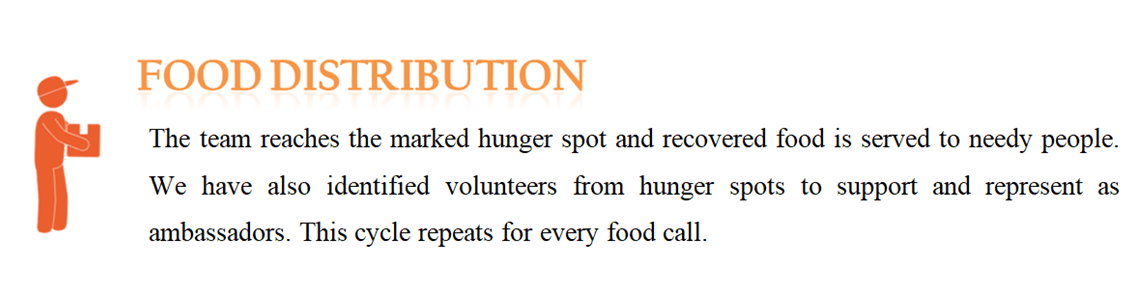 FOOD DISTRIBUTION
The team reaches the marked hunger spot and recovered food is served to needy people.
We have also identified volunteers from hunger spots to support and represent as
ambassadors. This cycle repeats for every food call.